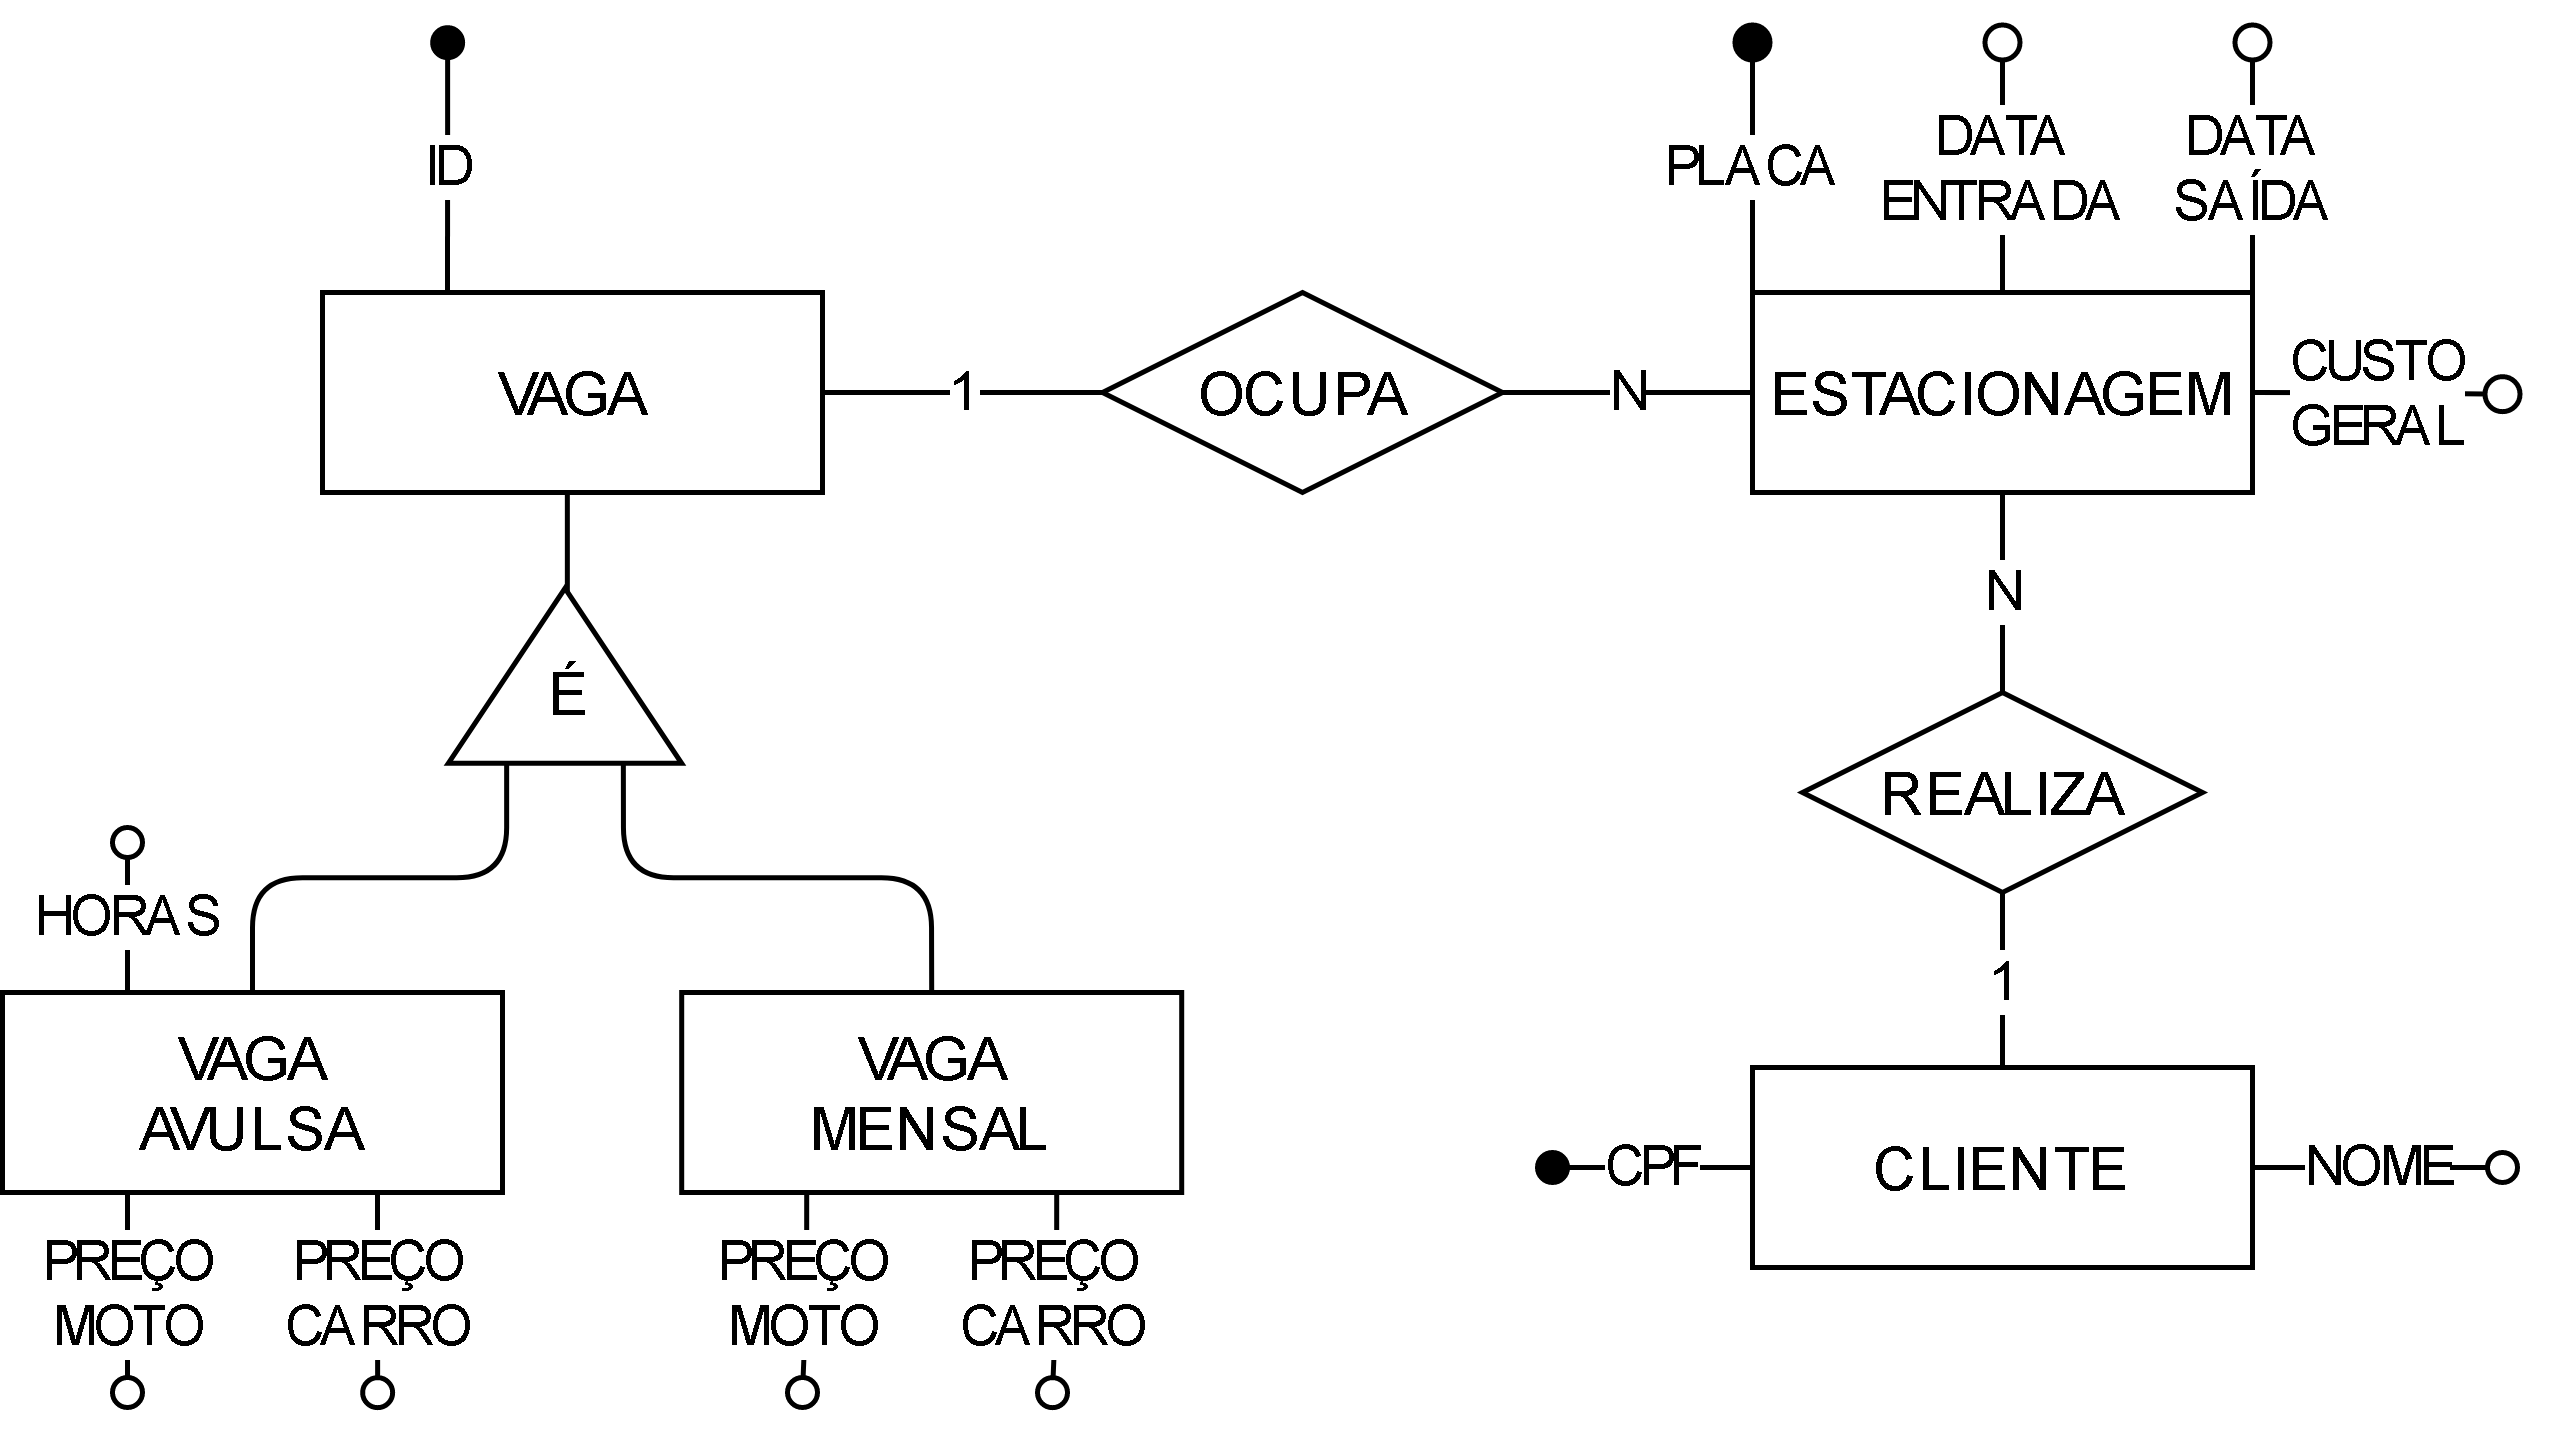 ID
PLACA
DATA
ENTRADA
DATA
SAÍDA
VAGA
1
OCUPA
N
ESTACIONAGEM
CUSTO
GERAL
N
É
REALIZA
HORAS
1
VAGA
AVULSA
VAGA
MENSAL
CPF
CLIENTE
NOME
PREÇO
MOTO
PREÇO
CARRO
PREÇO
MOTO
PREÇO
CARRO